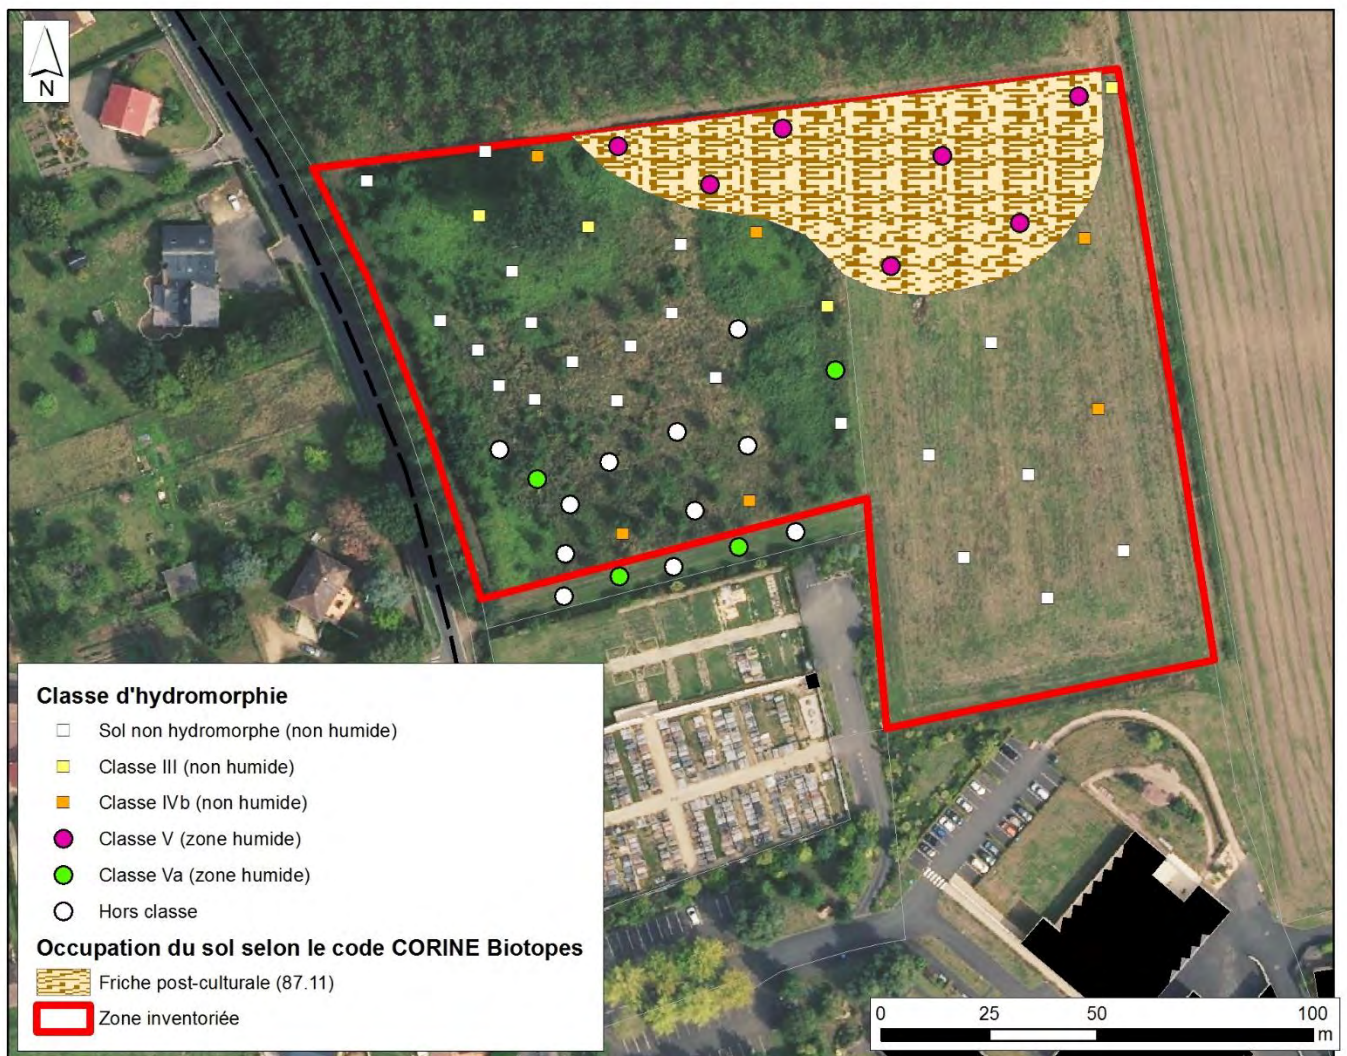 N
Classe d'hydromorphie
Sol non hydromorphe (non humide)
Classe III (non humide)
Classe IVb (non humide)
Classe V (zone humide)
Classe Va (zone humide)
Hors classe
Occupation du sol selon le code CORINE Biotopes
Friche post-culturale (87.11)
Zone inventoriée
0 25 50 100
m